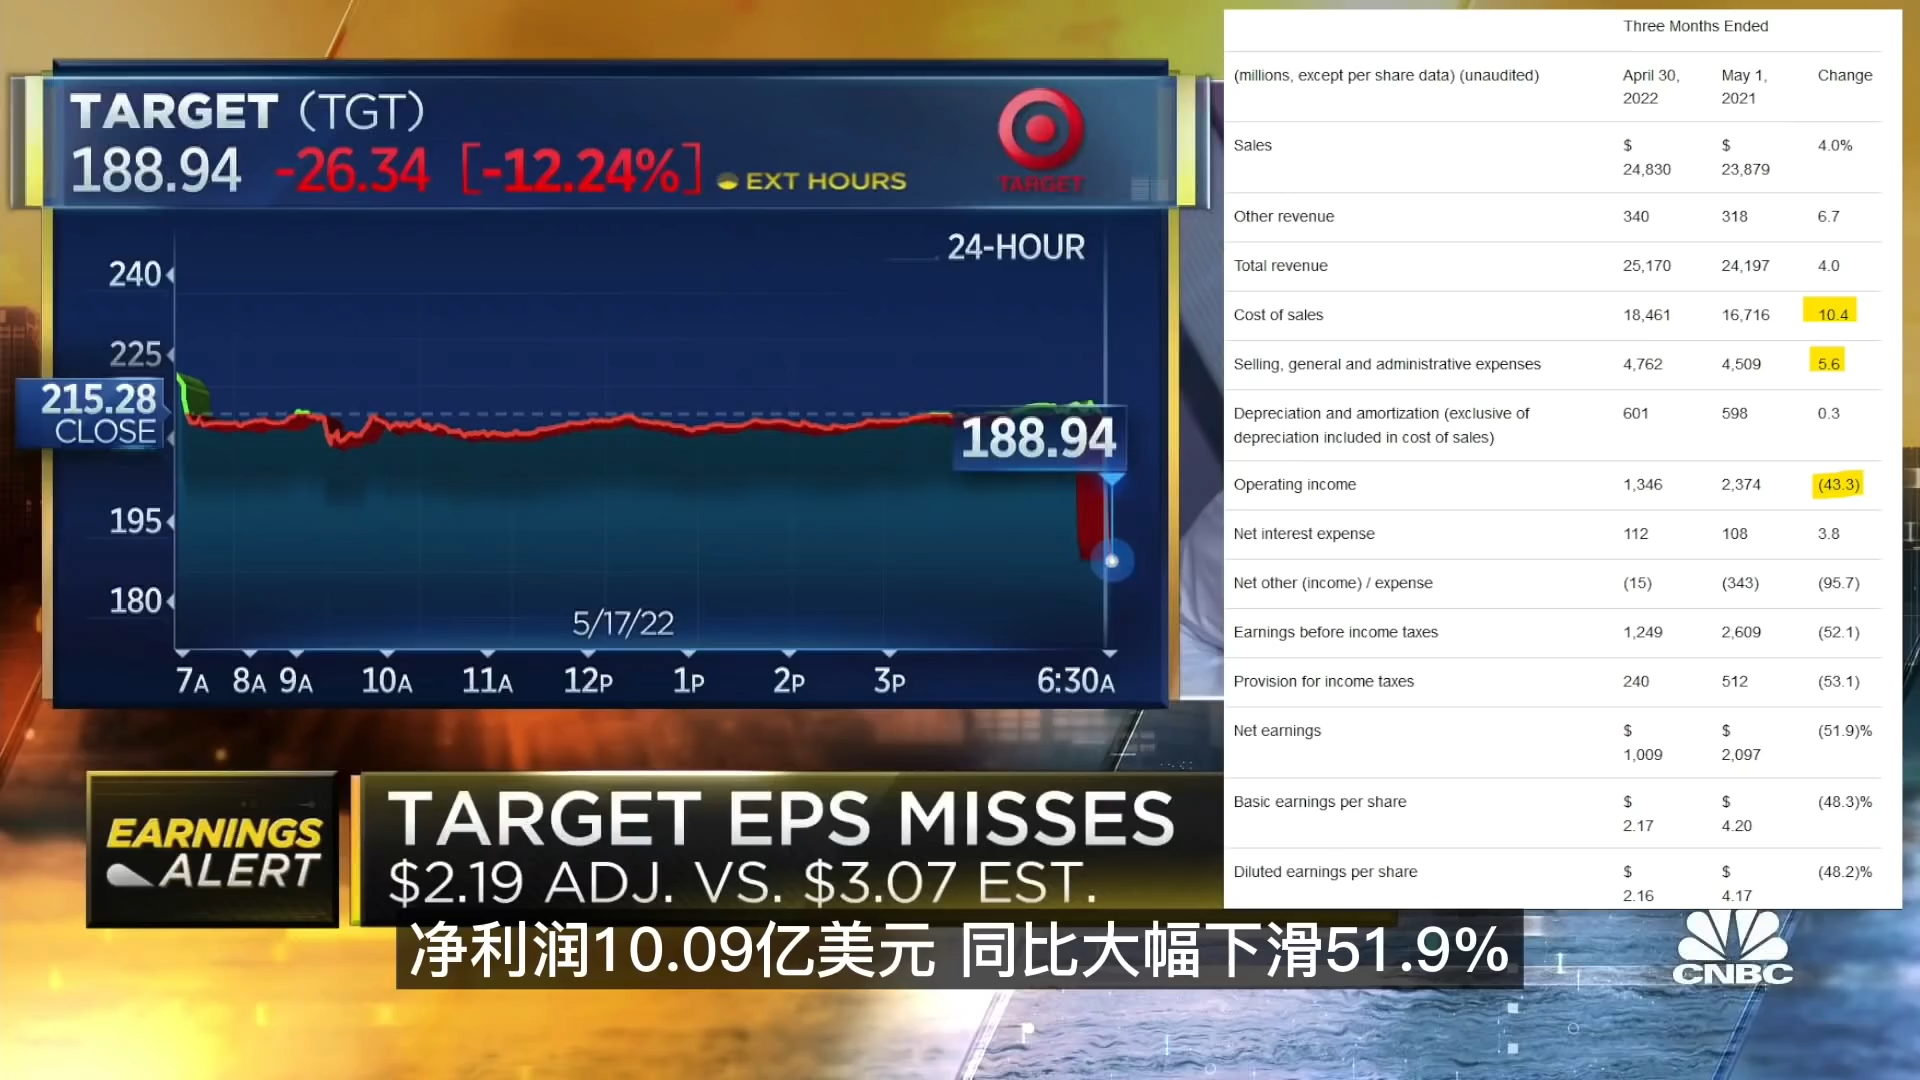 TARGET (TGT)
188.94 -26.34 [-12.24%] EXT HOURS
TARGET
24-HOUR
240
225
215.28
CLOSE
188.94
195
180
5/17/22
7A 8A 9A 10A 11A 12P 1P 2P 3P 6:30A
EARNINGS
ALERT
TARGET EPS MISSES
$2.19 ADJ. VS. $3.07 EST.
Three Months Ended
(millions, except per share data) (unaudited) April 30, 2022 May 1, 2021 Change
Sales $ 24,830 $ 23,879 4.0%
Other revenue 340 318 6.7
Total revenue 25,170 24,197 4.0
Cost of sales 18,461 16,716 10.4
Selling, general and administrative expenses 4,762 4,509 5.6
Depreciation and amortization (exclusive of depreciation included in cost of sales) 601 598 0.3
Operating income 1,346 2,374 (43.3)
Net interest expense 112 108 3.8
Net other (income) / expense (15) (343) (95.7)
Earnings before income taxes 1,249 2,609 (52.1)
Provision for income taxes 240 512 (53.1)
Net earnings $ 1,009 $ 2,097 (51.9)%
Basic earnings per share $ 2.17 $ 4.20 (48.3)%
Diluted earnings per share $ 2.16 $ 4.17 (48.2)%
净利润10.09亿美元 同比大幅下滑51.9%
CNBC